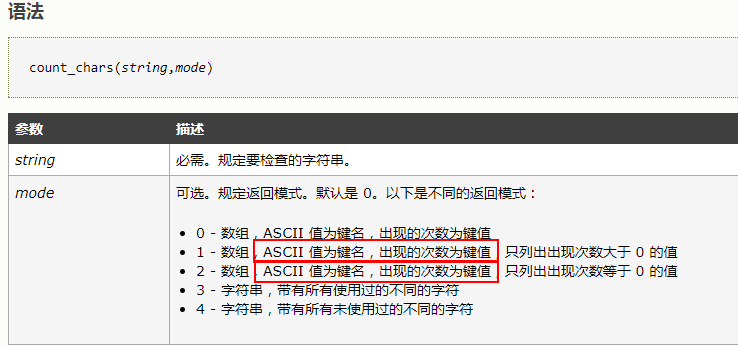 语法
count_chars(string,mode)
参数 描述
string 必需。规定要检查的字符串。
mode 可选。规定返回模式。默认是 0。以下是不同的返回模式：
0 - 数组，ASCII 值为键名，出现的次数为键值
1 - 数组，ASCII 值为键名，出现的次数为键值 只列出出现次数大于 0 的值
2 - 数组，ASCII 值为键名，出现的次数为键值 只列出出现次数等于 0 的值
3 - 字符串，带有所有使用过的不同的字符
4 - 字符串，带有所有未使用过的不同的字符